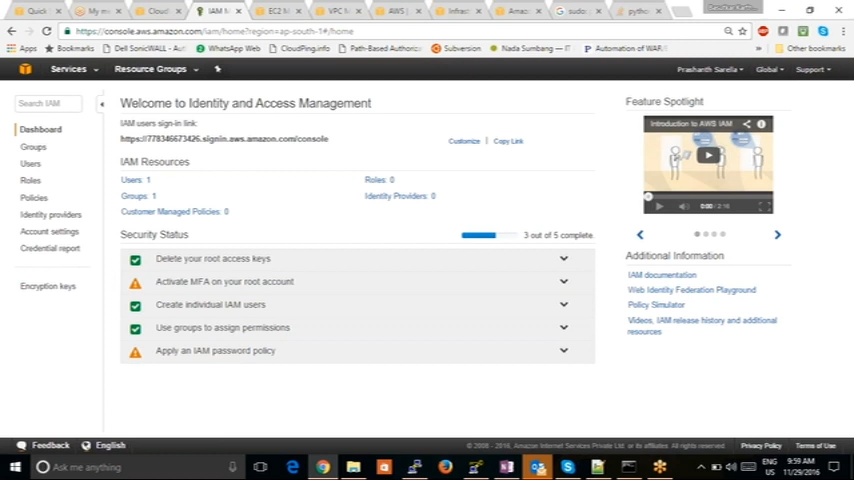 Quick
My m
Cloud
IAM M
EC2 M
VPC M
AWS |
Infrast
Amaz
sudo:
python
https://console.aws.amazon.com/iam/home?region=ap-south-1#/home
Apps
Bookmarks
Dell SonicWALL
WhatsApp Web
CloudPing.info
Path-Based Authoriz
Subversion
Nada Sumbang — IT
Automation of WAR/
Other bookmarks
Services
Resource Groups
Prashanth Sarella
Global
Support
Search IAM
Dashboard
Groups
Users
Roles
Policies
Identity providers
Account settings
Credential report
Encryption keys
Welcome to Identity and Access Management
IAM users sign-in link:
https://778346673426.signin.aws.amazon.com/console
Customize | Copy Link
IAM Resources
Users: 1
Roles: 0
Groups: 1
Identity Providers: 0
Customer Managed Policies: 0
Security Status
3 out of 5 complete.
Delete your root access keys
Activate MFA on your root account
Create individual IAM users
Use groups to assign permissions
Apply an IAM password policy
Feature Spotlight
Introduction to AWS IAM
0:00 / 2:16
Additional Information
IAM documentation
Web Identity Federation Playground
Policy Simulator
Videos, IAM release history and additional
resources
Feedback
English
© 2008 - 2016, Amazon Internet Services Private Ltd. or its affiliates. All rights reserved.
Privacy Policy
Terms of Use
Ask me anything
ENG
US
9:59 AM
11/29/2016